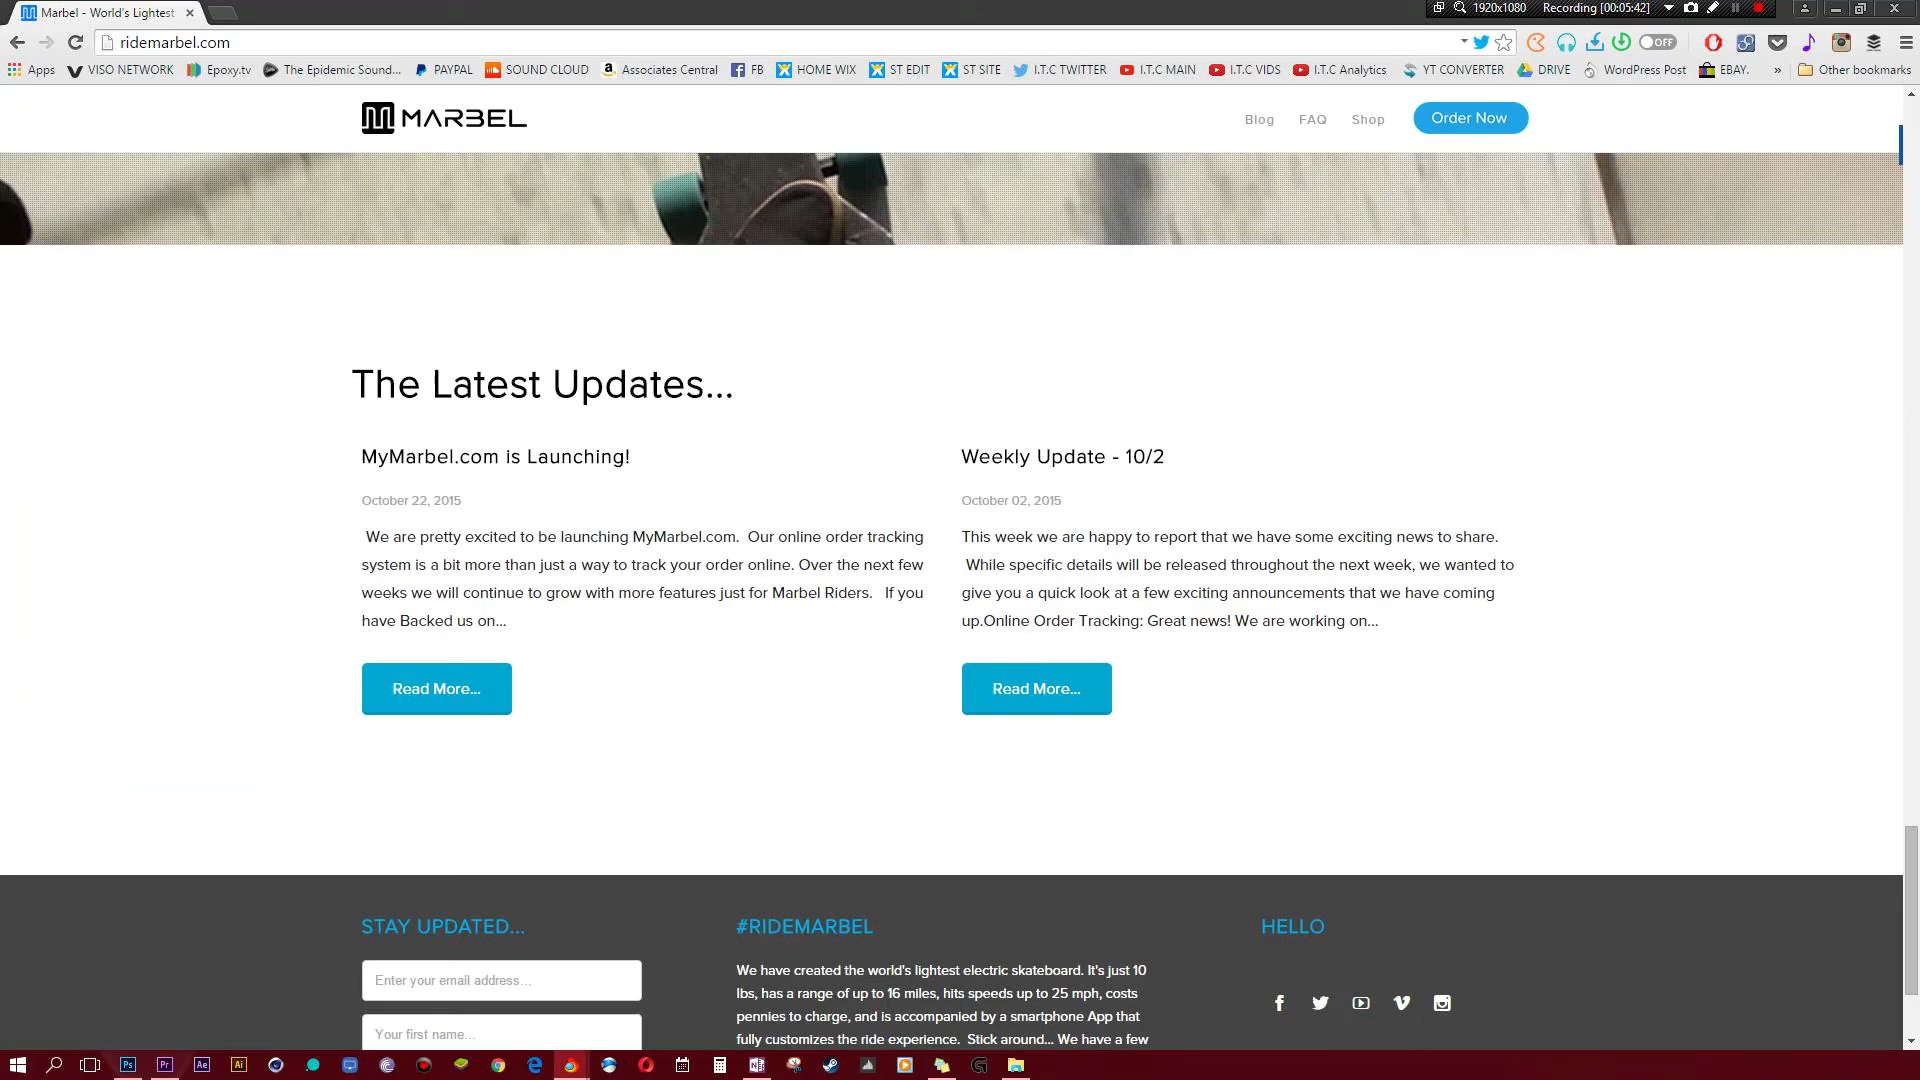 Marbel - World's Lightest
1920x1080
Recording [00:05:42]
ridemarbel.com
OFF
Apps
VISO NETWORK
Epoxy.tv
The Epidemic Sound...
PAYPAL
SOUND CLOUD
Associates Central
FB
HOME WIX
ST EDIT
ST SITE
I.T.C TWITTER
I.T.C MAIN
I.T.C VIDS
I.T.C Analytics
YT CONVERTER
DRIVE
WordPress Post
EBAY.
»
Other bookmarks
MARBEL
Blog
FAQ
Shop
Order Now
The Latest Updates...
MyMarbel.com is Launching!
October 22, 2015
We are pretty excited to be launching MyMarbel.com. Our online order tracking
system is a bit more than just a way to track your order online. Over the next few
weeks we will continue to grow with more features just for Marbel Riders. If you
have Backed us on...
Read More...
Weekly Update - 10/2
October 02, 2015
This week we are happy to report that we have some exciting news to share.
While specific details will be released throughout the next week, we wanted to
give you a quick look at a few exciting announcements that we have coming
up.Online Order Tracking: Great news! We are working on...
Read More...
STAY UPDATED...
Enter your email address...
Your first name...
#RIDEMARBEL
We have created the world's lightest electric skateboard. It's just 10
lbs, has a range of up to 16 miles, hits speeds up to 25 mph, costs
pennies to charge, and is accompanied by a smartphone App that
fully customizes the ride experience. Stick around... We have a few
HELLO
Ps
Pr
Ae
Ai